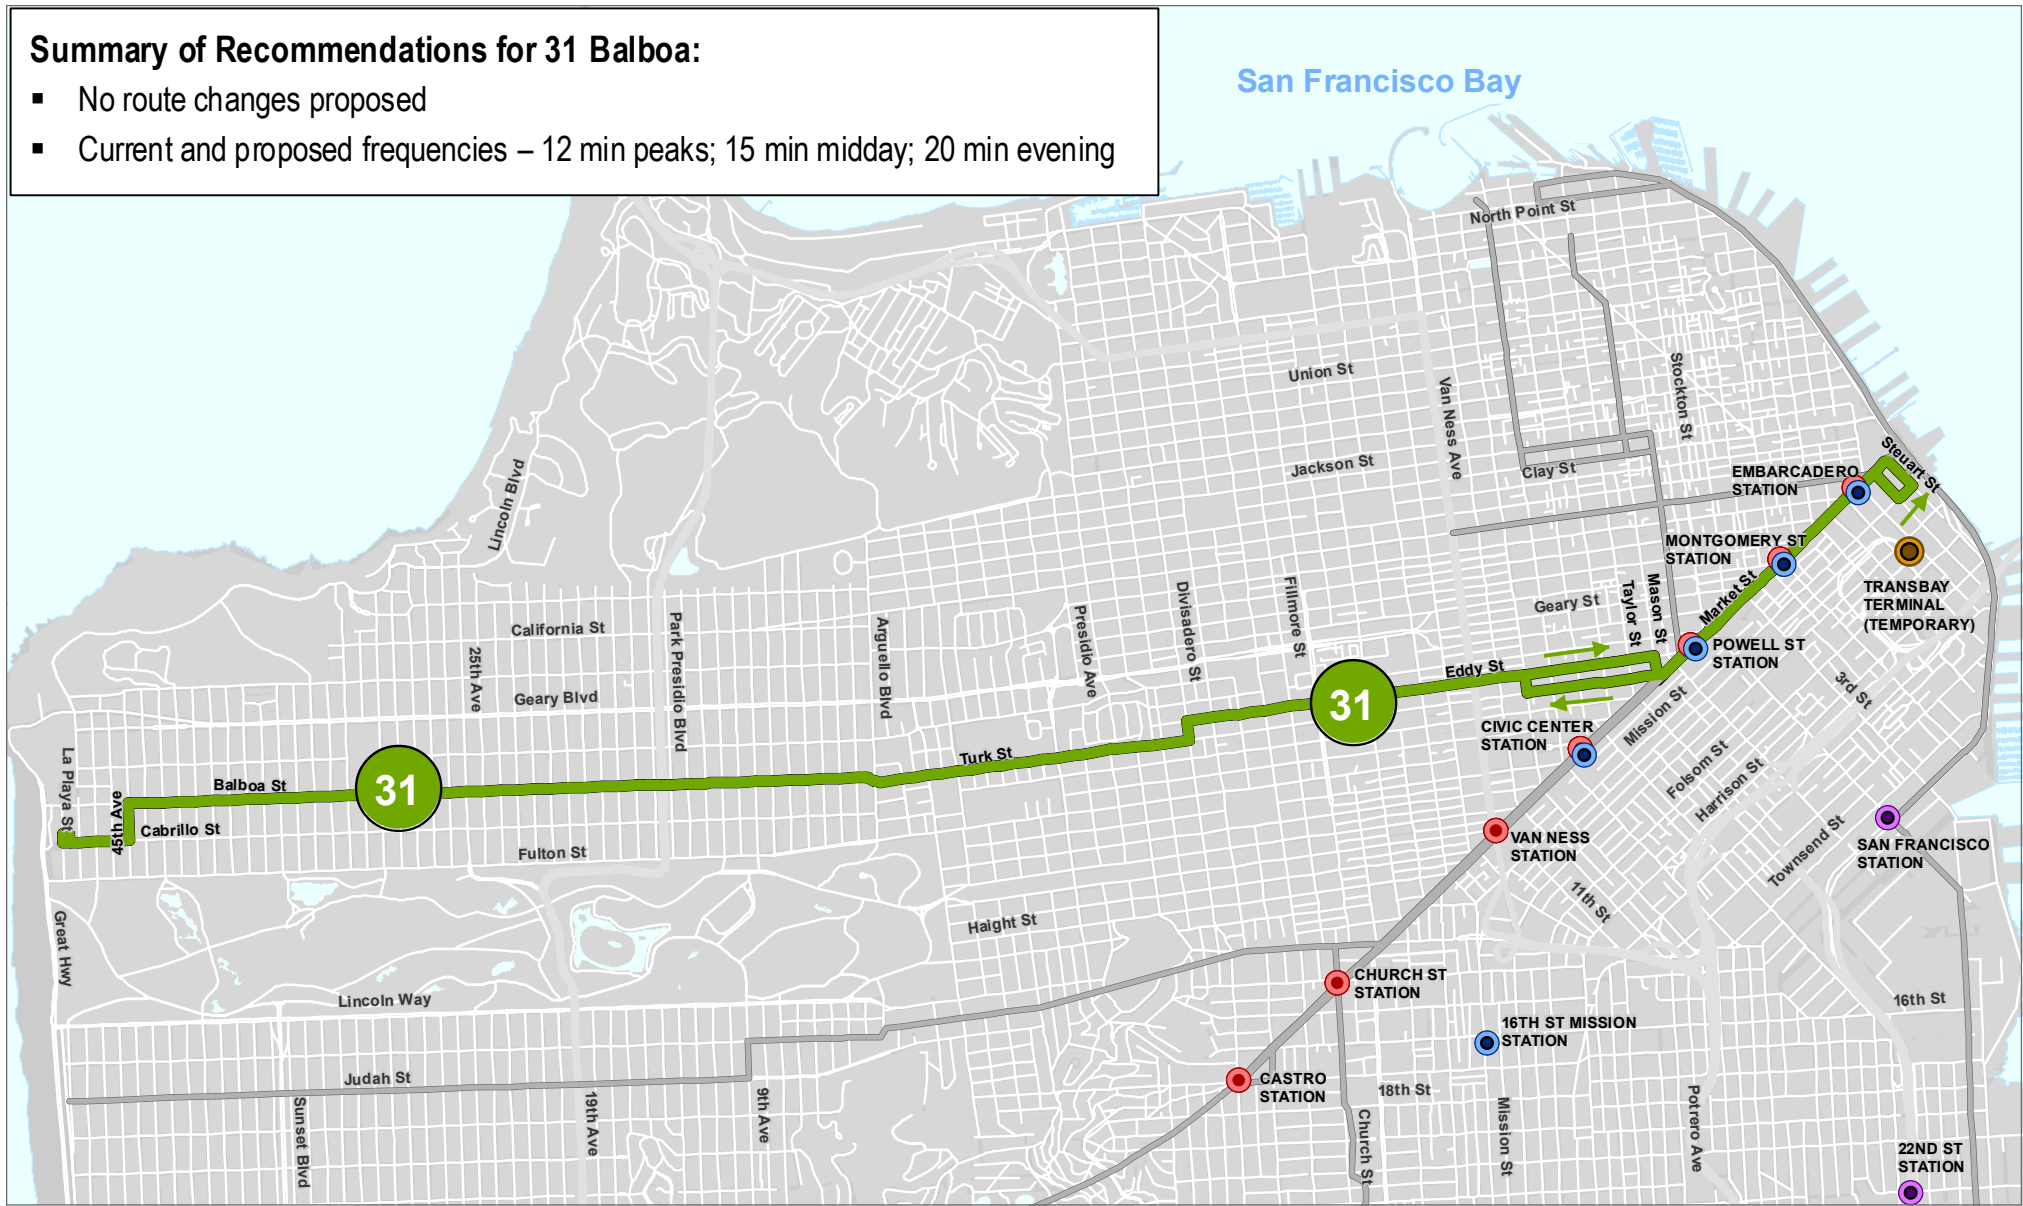 Summary of Recommendations for 31 Balboa:
▪ No route changes proposed
▪ Current and proposed frequencies – 12 min peaks; 15 min midday; 20 min evening
San Francisco Bay
North Point St
Union St
Van Ness Ave
Stockton St
Jackson St
Clay St
Steuart St
EMBARCADERO
STATION
Lincoln Blvd
MONTGOMERY ST
STATION
Market St
TRANSBAY
TERMINAL
(TEMPORARY)
California St
25th Ave
Park Presidio Blvd
Arguello Blvd
Presidio Ave
Divisadero St
Fillmore St
Geary St
Taylor St
Mason St
POWELL ST
STATION
Geary Blvd
Eddy St
31
3rd St
Mission St
CIVIC CENTER
STATION
La Playa St
45th Ave
Balboa St
31
Turk St
Folsom St
Harrison St
Cabrillo St
Fulton St
VAN NESS
STATION
Townsend St
SAN FRANCISCO
STATION
11th St
Great Hwy
Haight St
Lincoln Way
CHURCH ST
STATION
16th St
16TH ST MISSION
STATION
Judah St
CASTRO
STATION
18th St
Sunset Blvd
19th Ave
9th Ave
Church St
Mission St
Potrero Ave
22ND ST
STATION